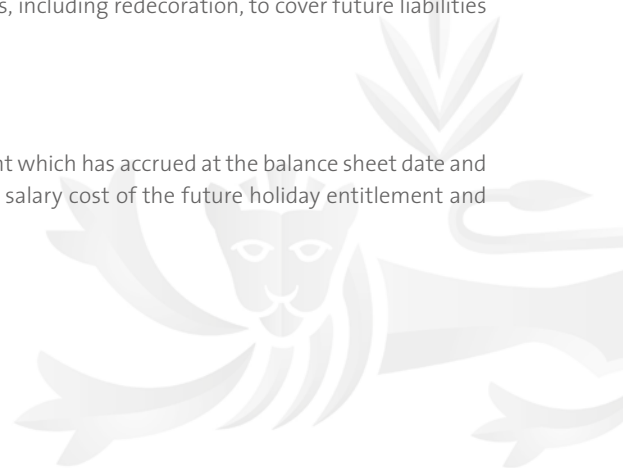 , including redecoration, to cover future liabilities
which has accrued at the balance sheet date and
salary cost of the future holiday entitlement and